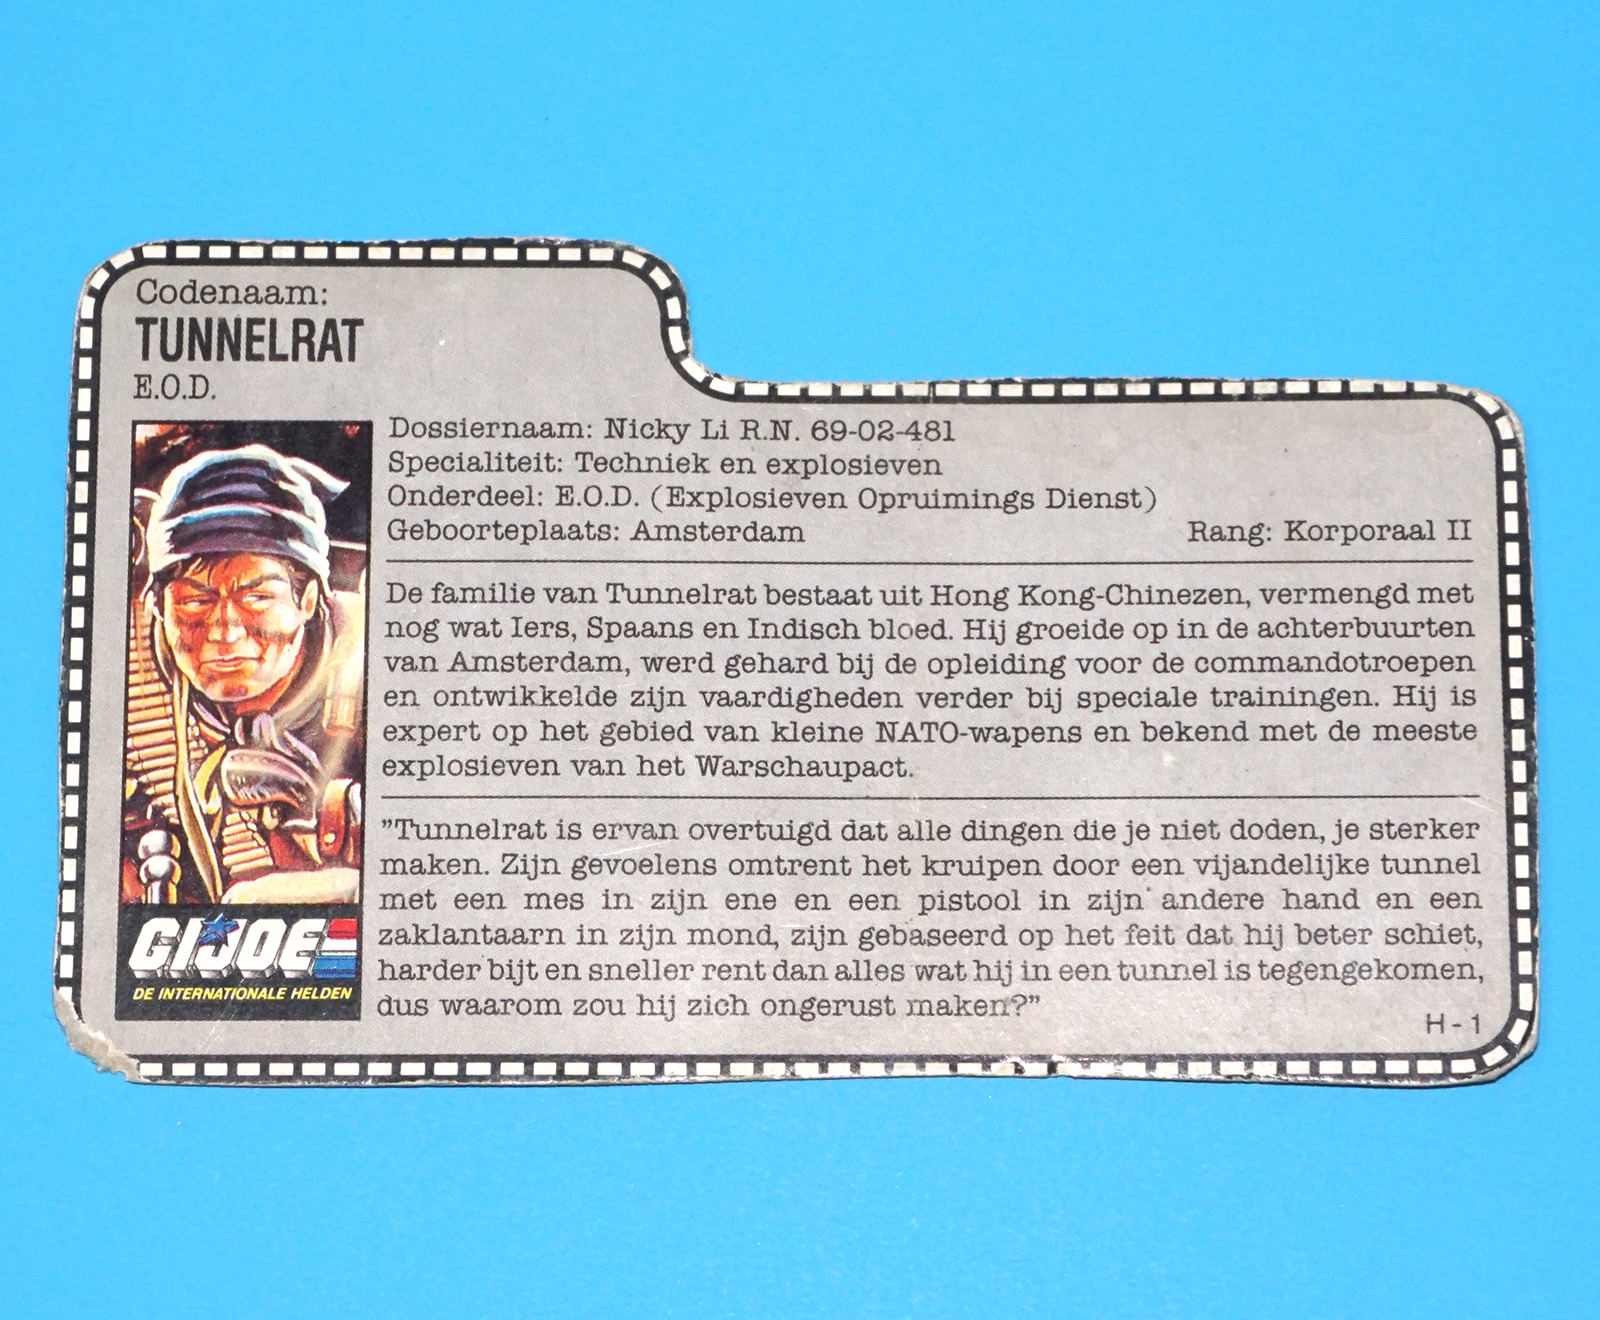 Codenaam:
TUNNELRAT
E.O.D.
Dossiernaam: Nicky Li R.N. 69-02-481
Specialiteit: Techniek en explosieven
Onderdeel: E.O.D. (Explosieven Opruimings Dienst)
Geboorteplaats: Amsterdam Rang: Korporaal II
De familie van Tunnelrat bestaat uit Hong Kong-Chinezen, vermengd met
nog wat Iers, Spaans en Indisch bloed. Hij groeide op in de achterbuurten
van Amsterdam, werd gehard bij de opleiding voor de commandotroepen
en ontwikkelde zijn vaardigheden verder bij speciale trainingen. Hij is
expert op het gebied van kleine NATO-wapens en bekend met de meeste
explosieven van het Warschaupact.
”Tunnelrat is ervan overtuigd dat alle dingen die je niet doden, je sterker
maken. Zijn gevoelens omtrent het kruipen door een vijandelijke tunnel
met een mes in zijn ene en een pistool in zijn andere hand en een
zaklantaarn in zijn mond, zijn gebaseerd op het feit dat hij beter schiet,
harder bijt en sneller rent dan alles wat hij in een tunnel is tegengekomen,
dus waarom zou hij zich ongerust maken?”
GI JOE
DE INTERNATIONALE HELDEN
H-1